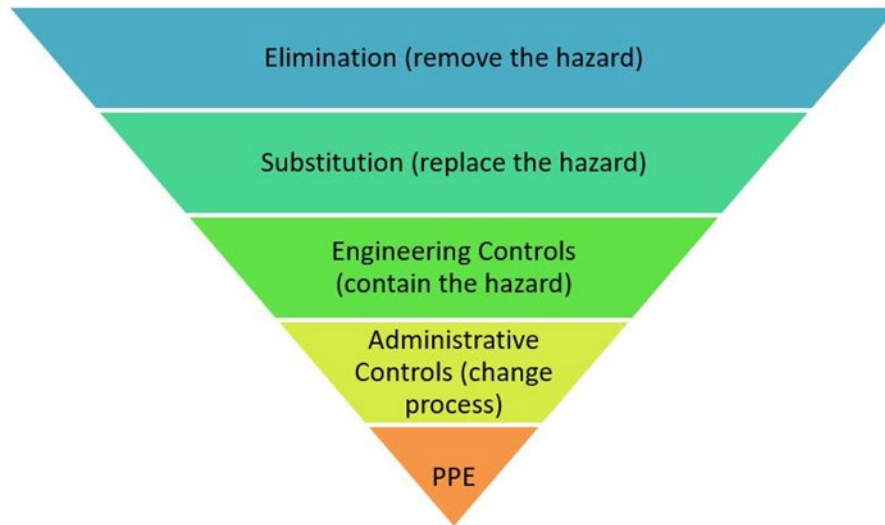 Elimination (remove the hazard)
Substitution (replace the hazard)
Engineering Controls
(contain the hazard)
Administrative
Controls (change
process)
PPE